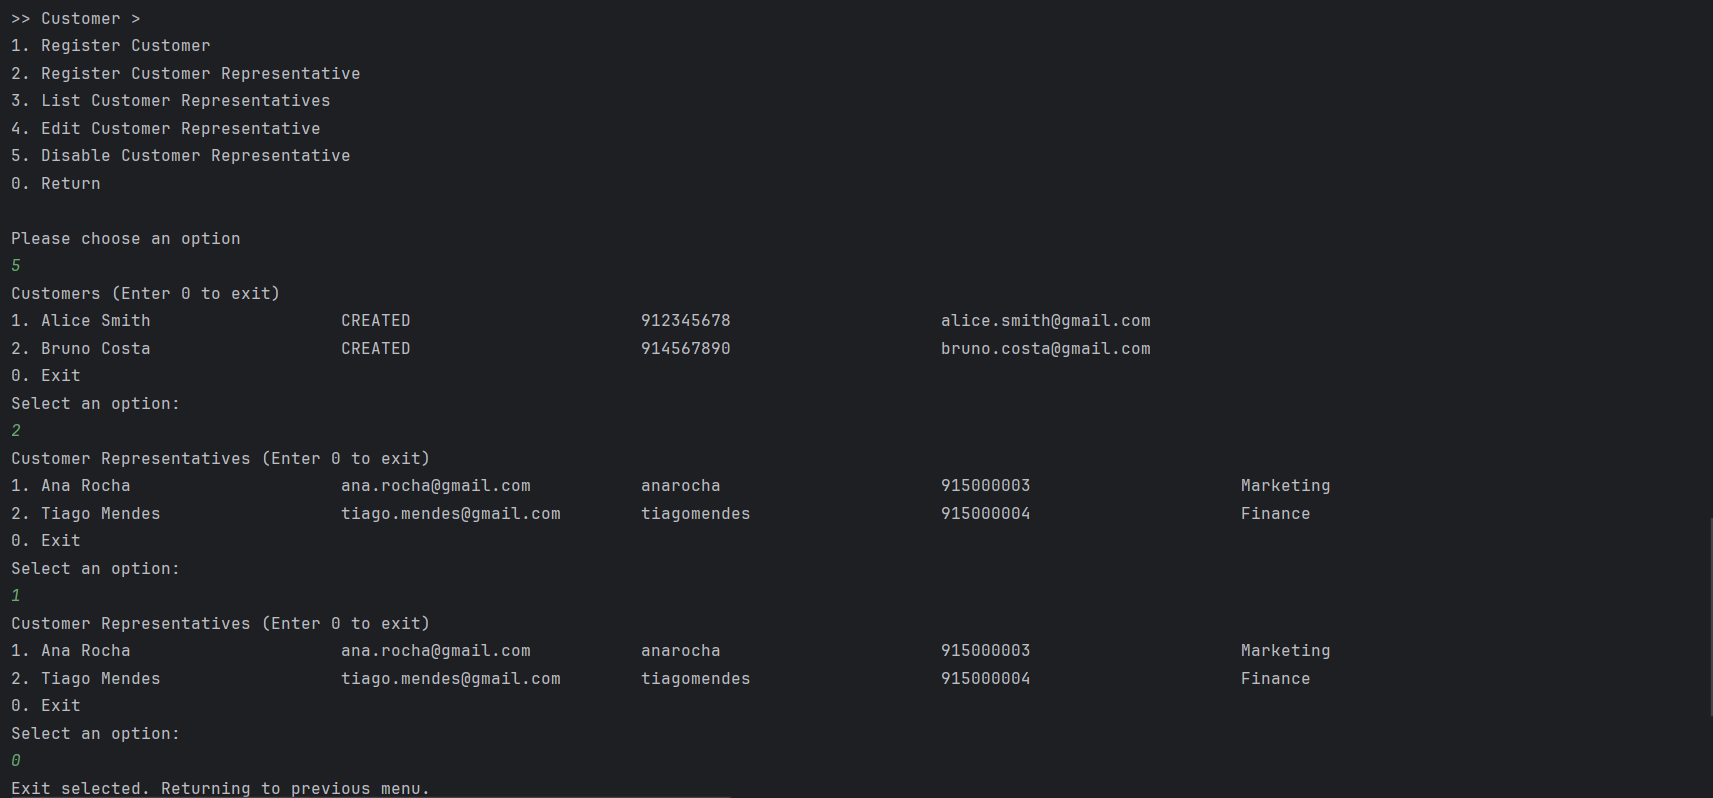 >> Customer >
1. Register Customer
2. Register Customer Representative
3. List Customer Representatives
4. Edit Customer Representative
5. Disable Customer Representative
0. Return
Please choose an option
5
Customers (Enter 0 to exit)
1. Alice Smith CREATED 912345678 alice.smith@gmail.com
2. Bruno Costa CREATED 914567890 bruno.costa@gmail.com
0. Exit
Select an option:
2
Customer Representatives (Enter 0 to exit)
1. Ana Rocha ana.rocha@gmail.com anarocha 915000003 Marketing
2. Tiago Mendes tiago.mendes@gmail.com tiagomendes 915000004 Finance
0. Exit
Select an option:
1
Customer Representatives (Enter 0 to exit)
1. Ana Rocha ana.rocha@gmail.com anarocha 915000003 Marketing
2. Tiago Mendes tiago.mendes@gmail.com tiagomendes 915000004 Finance
0. Exit
Select an option:
0
Exit selected. Returning to previous menu.